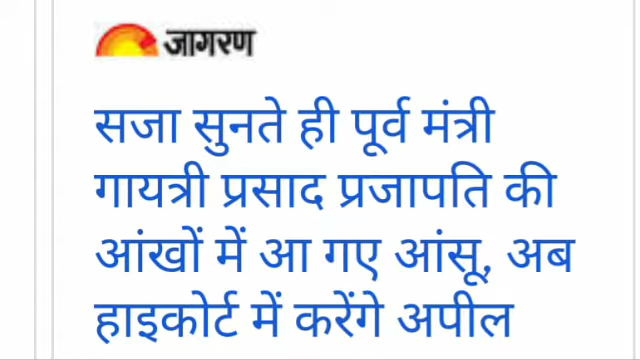 जागरण
सजा सुनते ही पूर्व मंत्री
गायत्री प्रसाद प्रजापति की
आंखों में आ गए आंसू, अब
हाइकोर्ट में करेंगे अपील